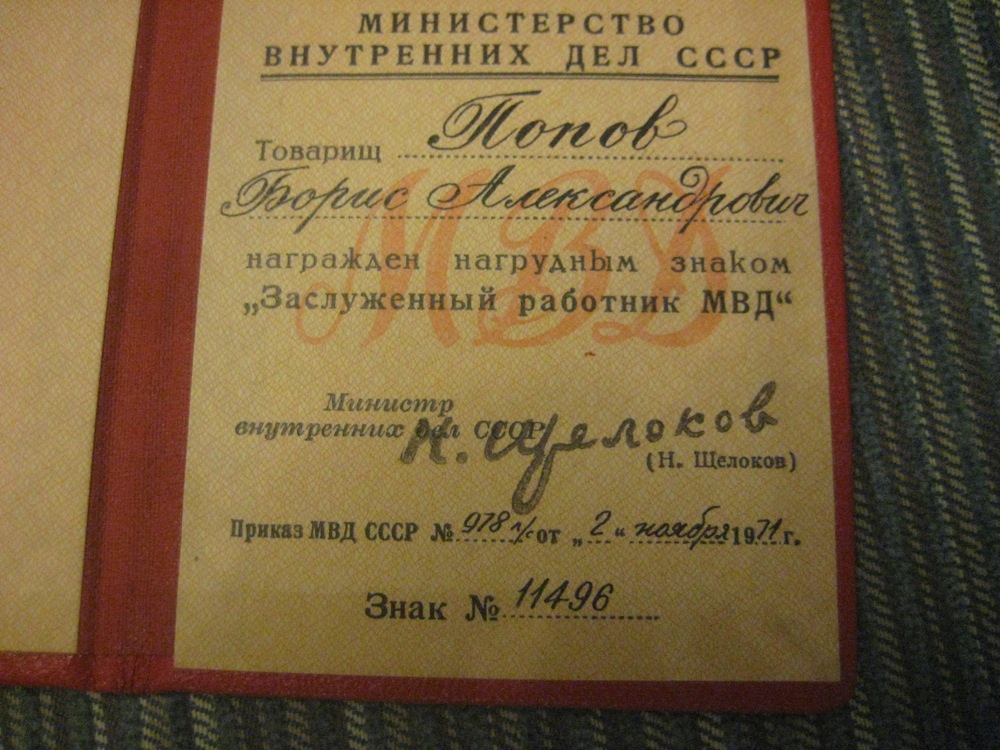 МИНИСТЕРСТВО
ВНУТРЕННИХ ДЕЛ СССР
Товарищ Попов
Борис Александрович
МВД
награжден нагрудным знаком
„Заслуженный работник МВД“
Министр
внутренних дел СССР
Н. Щелоков
(Н. Щелоков)
Приказ МВД СССР № 978 л/с от „2“ ноября 1971 г.
Знак № 11496